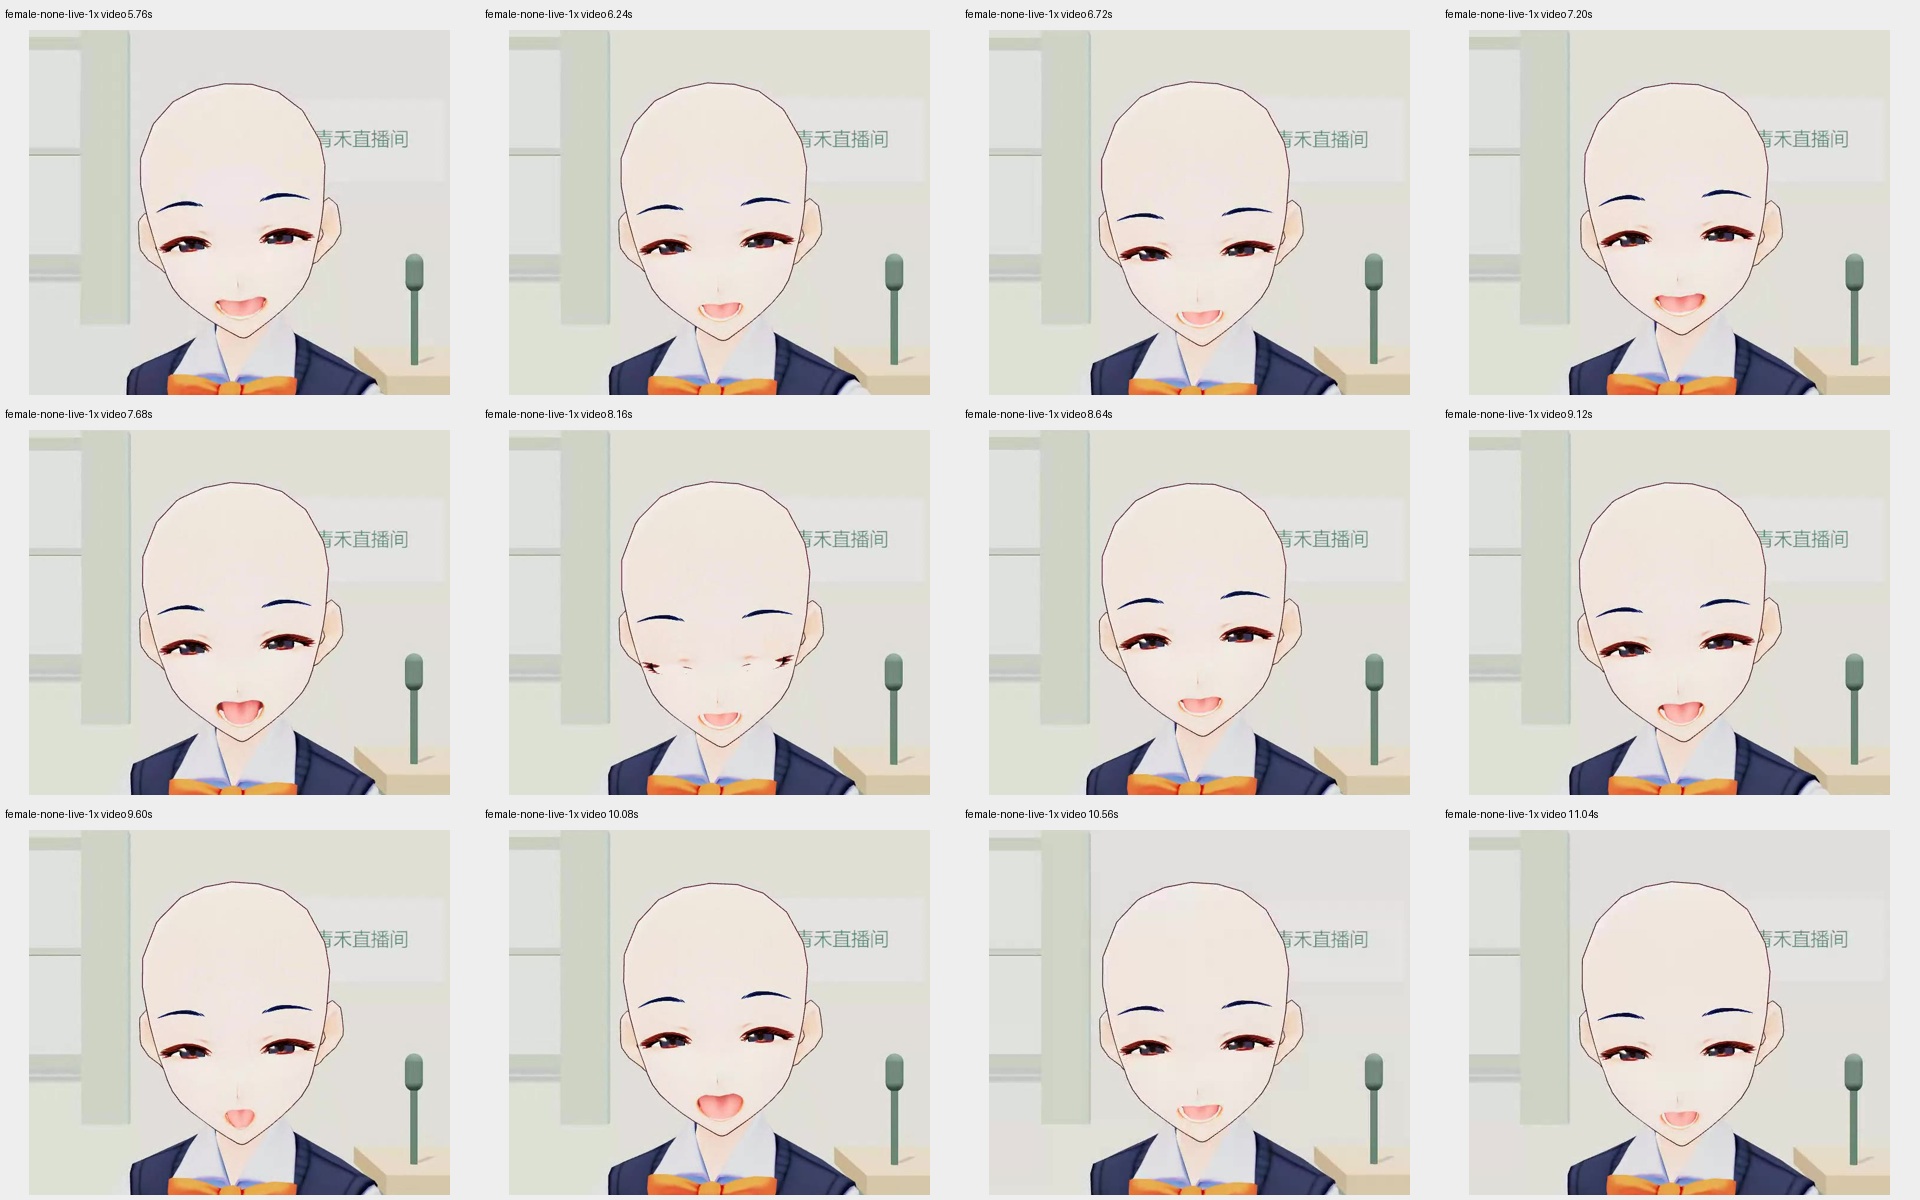 female-none-live-1x video 5.76s
female-none-live-1x video 6.24s
female-none-live-1x video 6.72s
female-none-live-1x video 7.20s
青禾直播间
青禾直播间
青禾直播间
青禾直播间
female-none-live-1x video 7.68s
female-none-live-1x video 8.16s
female-none-live-1x video 8.64s
female-none-live-1x video 9.12s
青禾直播间
青禾直播间
青禾直播间
青禾直播间
female-none-live-1x video 9.60s
female-none-live-1x video 10.08s
female-none-live-1x video 10.56s
female-none-live-1x video 11.04s
青禾直播间
青禾直播间
青禾直播间
青禾直播间